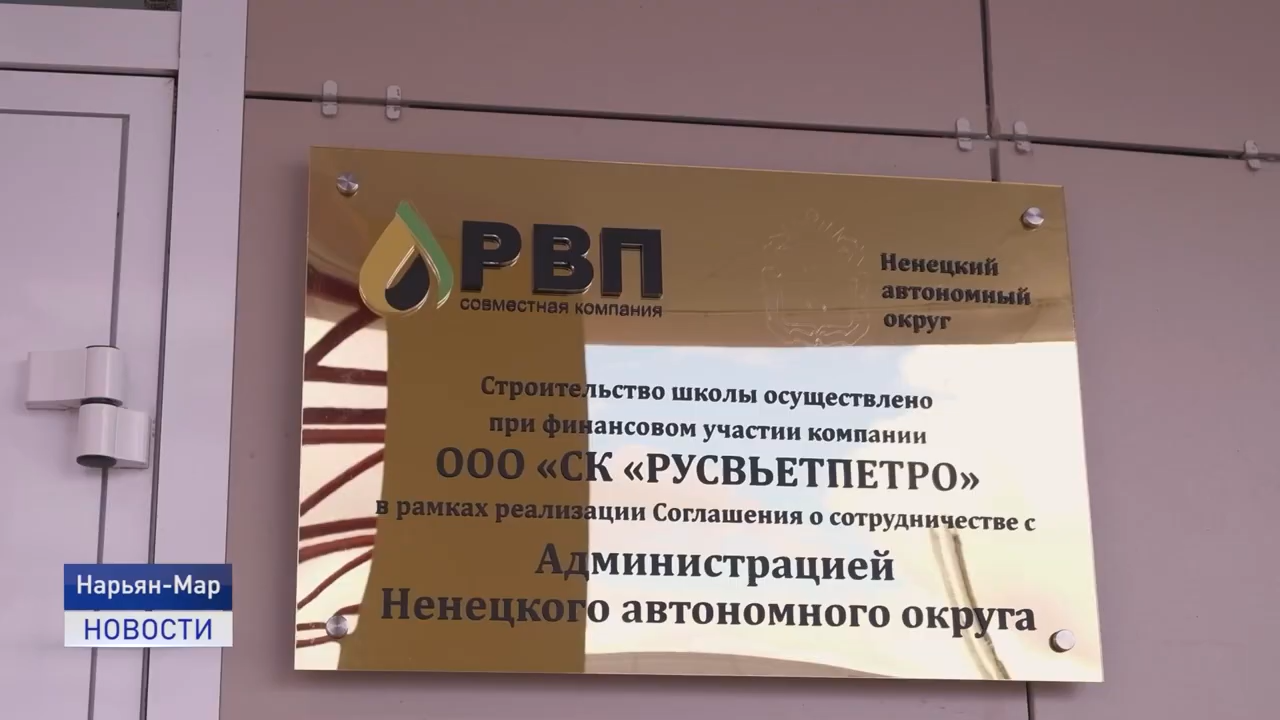 РВП
совместная компания
Ненецкий
автономный
округ
Строительство школы осуществлено
при финансовом участии компании
ООО «СК «РУСВЬЕТПЕТРО»
в рамках реализации Соглашения о сотрудничестве с
Администрацией
Ненецкого автономного округа
Нарьян-Мар
НОВОСТИ